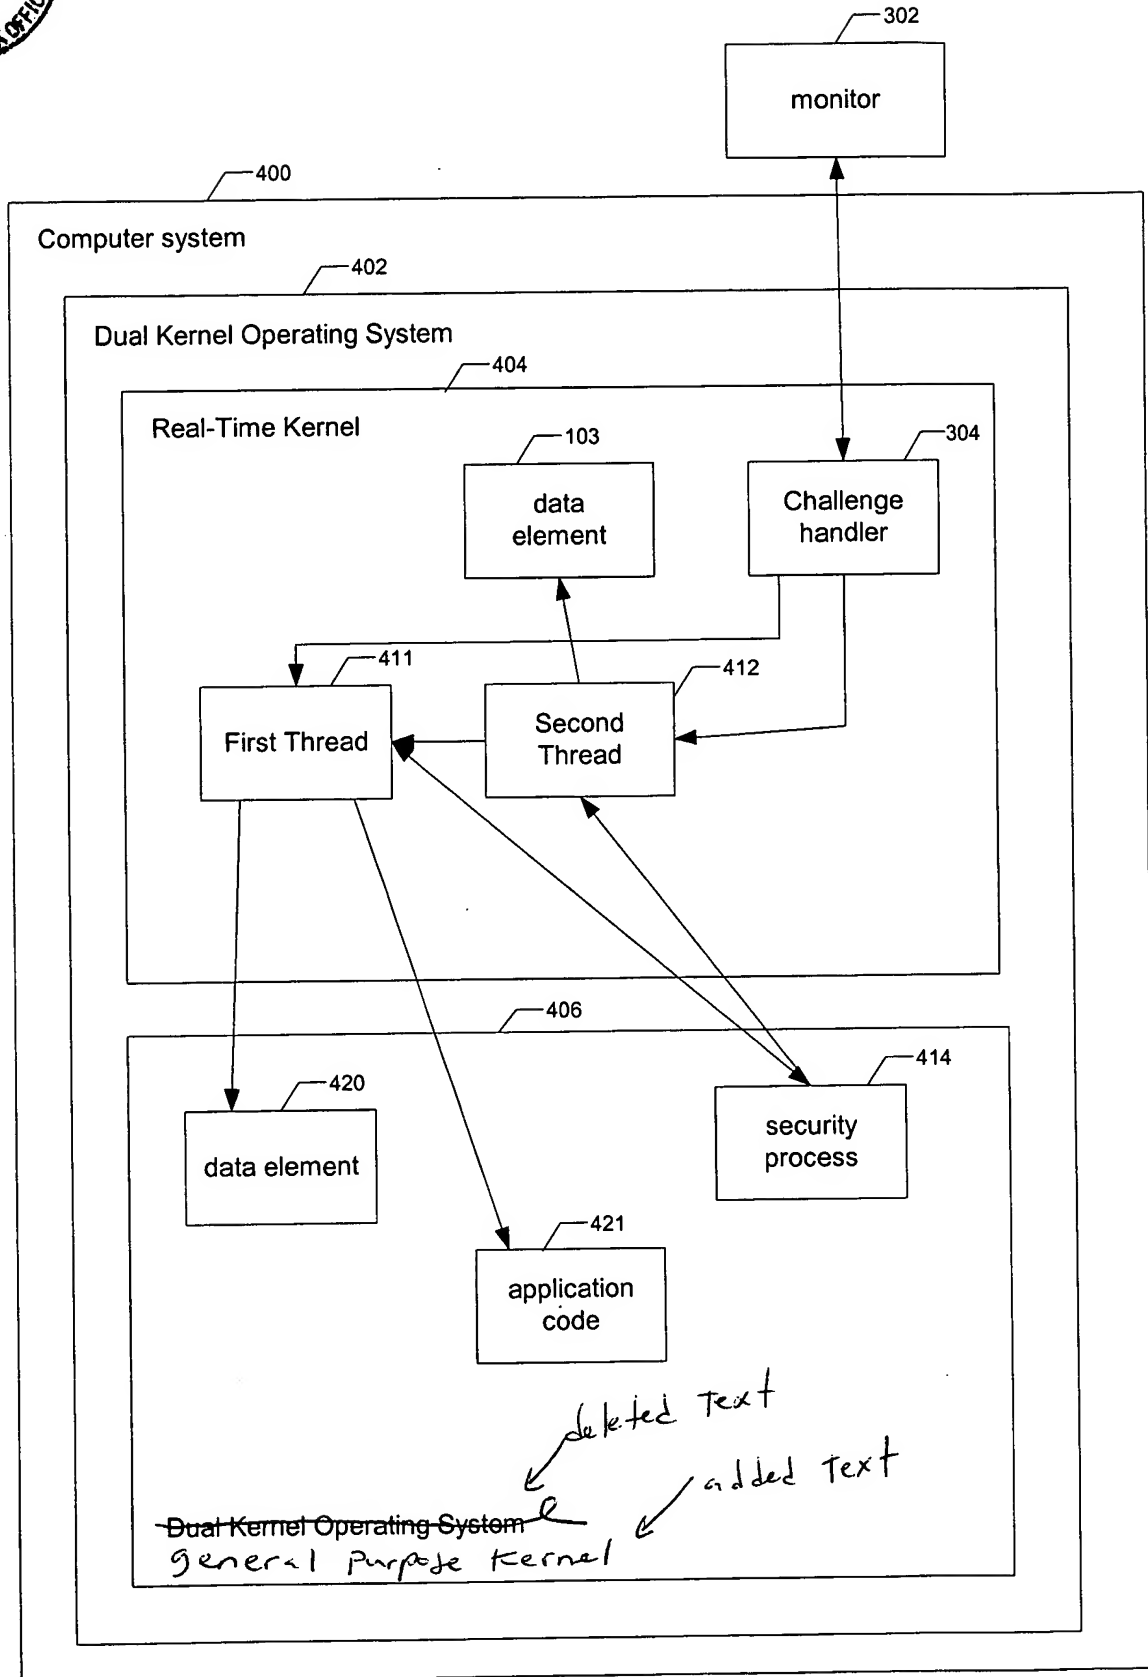 OFFIC
302
monitor
400
Computer system
402
Dual Kernel Operating System
404
Real-Time Kernel
103
304
data
element
Challenge
handler
411
412
First Thread
Second
Thread
406
414
420
security
process
data element
421
application
code
deleted Text
added Text
Dual Kernel Operating System
general purpose Kernel